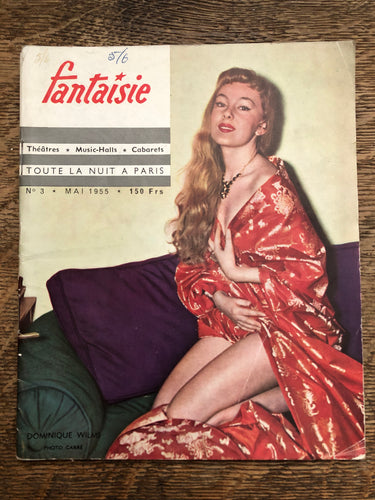 5/6
fantaisie
Théâtres ★ Music-Halls ★ Cabarets
TOUTE LA NUIT A PARIS
N° 3 ★ MAI 1955 ★ 150 Frs
DOMINIQUE WILMS
PHOTO CARRÉ